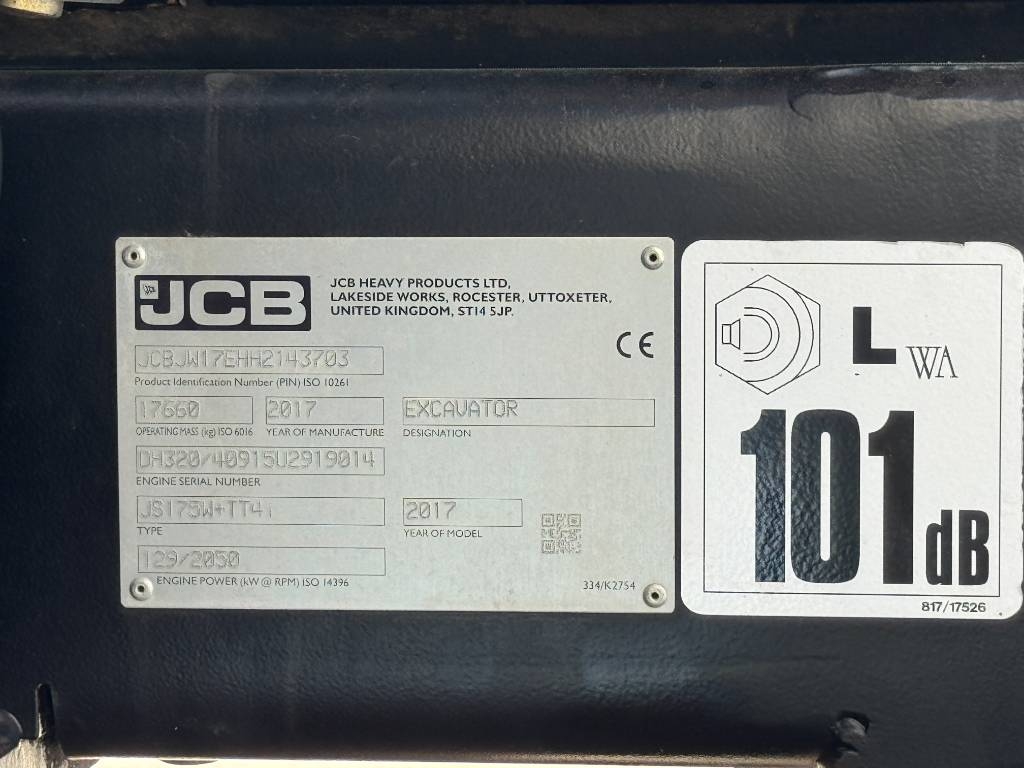 JCB
JCB HEAVY PRODUCTS LTD,
LAKESIDE WORKS, ROCESTER, UTTOXETER,
UNITED KINGDOM, ST14 5JP.
CE
JCBJW17EHH2143703
Product Identification Number (PIN) ISO 10261
17660 2017 EXCAVATOR
OPERATING MASS (kg) ISO 6016 YEAR OF MANUFACTURE DESIGNATION
DH320/40915U2919014
ENGINE SERIAL NUMBER
JS175W+TT4i 2017
TYPE YEAR OF MODEL
129/2050
ENGINE POWER (kW @ RPM) ISO 14396
334/K2754
L WA
101 dB
817/17526